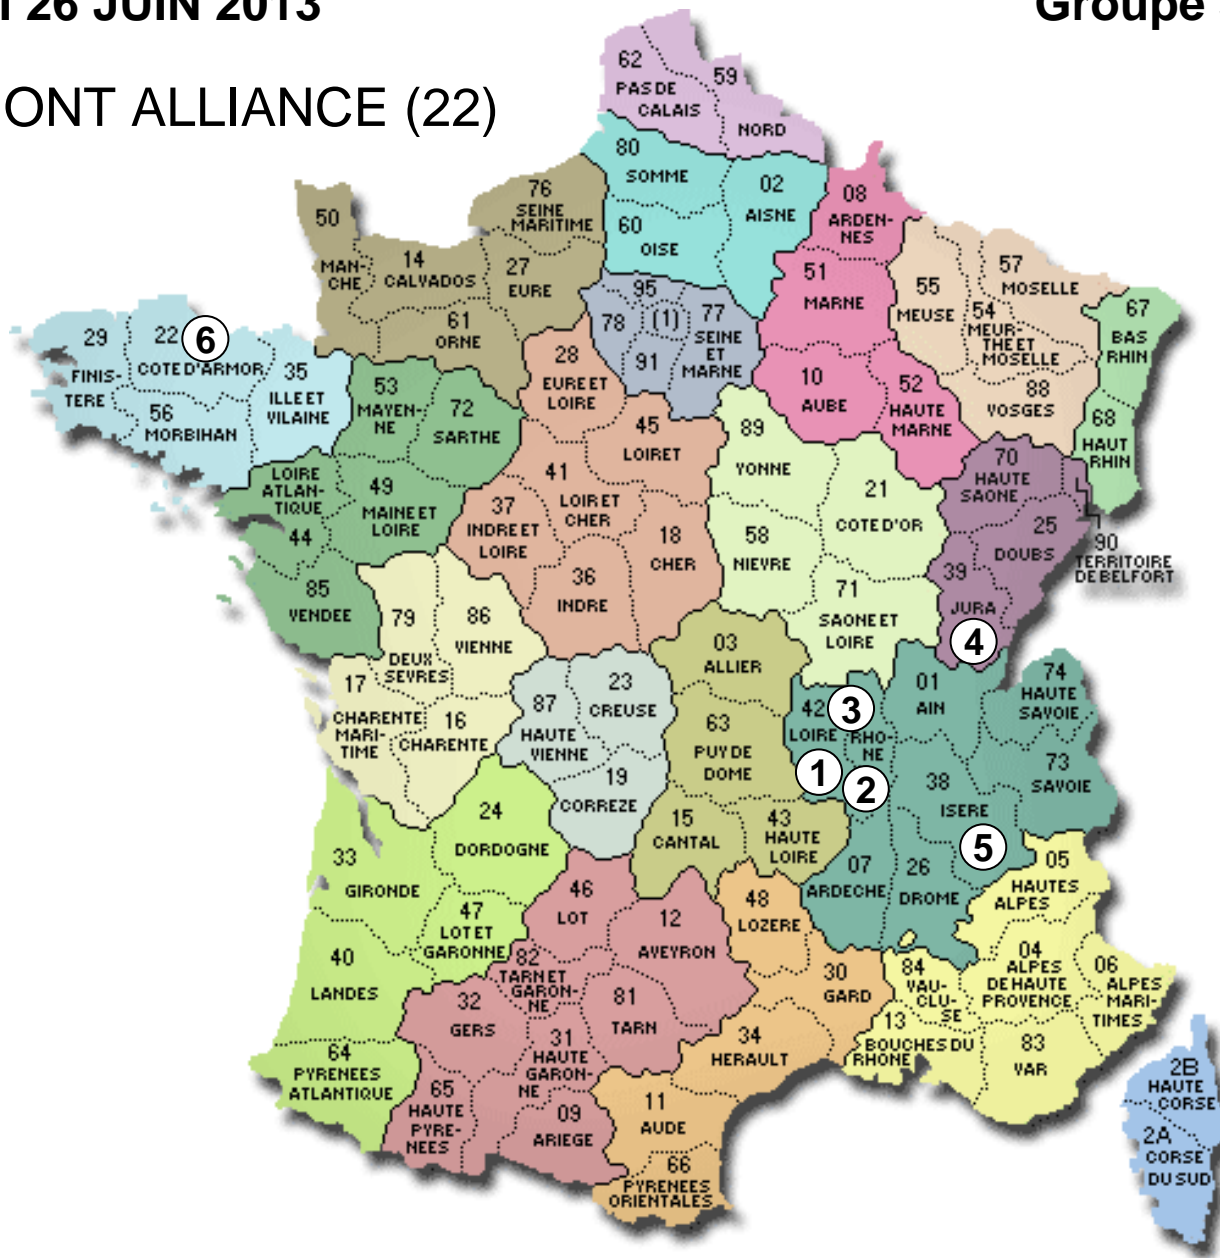 26 JUIN 2013
Groupe
ONT ALLIANCE (22)
62
PAS DE
CALAIS
59
NORD
80
SOMME
02
AISNE
60
OISE
76
SEINE
MARITIME
50
MAN-
CHE
14
CALVADOS
27
EURE
61
ORNE
08
ARDEN-
NES
51
MARNE
10
AUBE
52
HAUTE
MARNE
55
MEUSE
54
MEUR-
THE ET
MOSELLE
57
MOSELLE
88
VOSGES
67
BAS
RHIN
68
HAUT
RHIN
95
78
(1)
77
SEINE
ET
MARNE
91
29
FINIS-
TERE
22
6
COTE D'ARMOR
35
ILLE ET
VILAINE
56
MORBIHAN
53
MAYEN-
NE
72
SARTHE
LOIRE
ATLAN-
TIQUE
44
49
MAINE ET
LOIRE
85
VENDEE
28
EURE ET
LOIRE
45
LOIRET
41
LOIR ET
CHER
37
INDRE ET
LOIRE
18
CHER
36
INDRE
89
YONNE
21
COTE D'OR
58
NIEVRE
71
SAONE ET
LOIRE
70
HAUTE
SAONE
25
DOUBS
90
TERRITOIRE
DE BELFORT
39
JURA
4
79
DEUX
SEVRES
86
VIENNE
17
CHARENTE
MARI-
TIME
16
CHARENTE
87
HAUTE
VIENNE
23
CREUSE
19
CORREZE
03
ALLIER
63
PUY DE
DOME
15
CANTAL
43
HAUTE
LOIRE
42
LOIRE
3
RHO-
NE
1
2
01
AIN
74
HAUTE
SAVOIE
73
SAVOIE
38
ISERE
5
07
ARDECHE
26
DROME
24
DORDOGNE
33
GIRONDE
47
LOT ET
GARONNE
40
LANDES
64
PYRENEES
ATLANTIQUE
46
LOT
12
AVEYRON
82
TARN ET
GARON-
NE
32
GERS
81
TARN
31
HAUTE
GARON-
NE
65
HAUTE
PYRE-
NEES
09
ARIEGE
48
LOZERE
30
GARD
34
HERAULT
11
AUDE
66
PYRENEES
ORIENTALES
05
HAUTES
ALPES
04
ALPES
DE HAUTE
PROVENCE
06
ALPES
MARI-
TIMES
84
VAU-
CLU-
SE
13
BOUCHES DU
RHONE
83
VAR
2B
HAUTE
CORSE
2A
CORSE
DU SUD